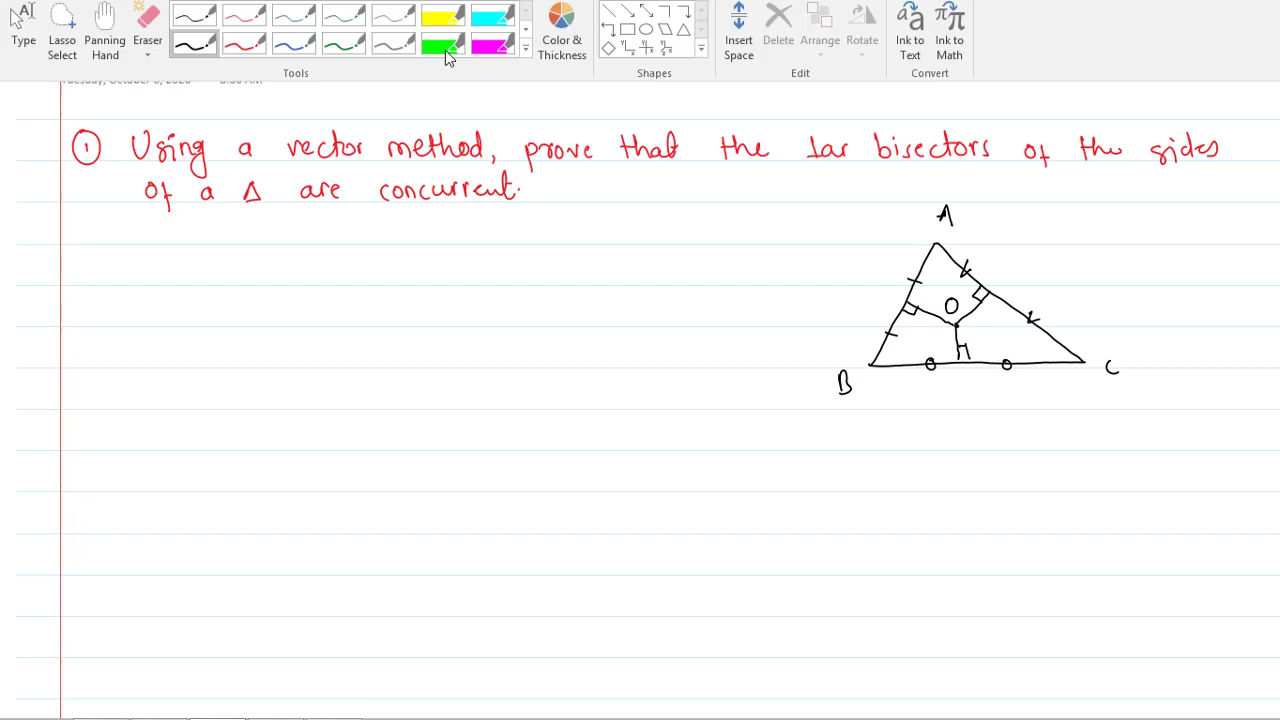 Type
Lasso
Select
Panning
Hand
Eraser
Color &
Thickness
Insert
Space
Delete
Arrange
Rotate
Ink to
Text
Ink to
Math
Tools
Shapes
Edit
Convert
① Using a vector method, prove that the ⊥ar bisectors of the sides
of a Δ are concurrent.
A
O
B
C